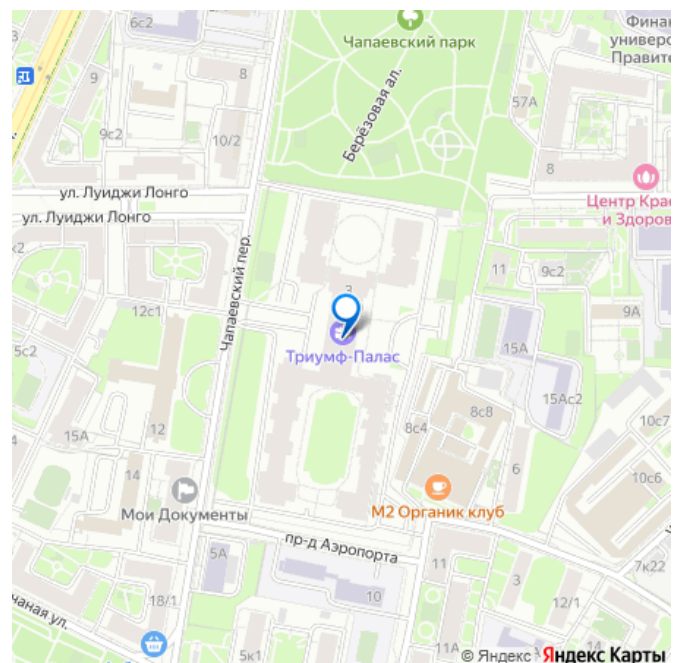 6с2
Чапаевский парк
Финан
универс
Правите
9
8
57А
9с2
10/2
Берёзовая ал.
8
ул. Луиджи Лонго
ул. Луиджи Лонго
Центр Крас
и Здоров
Чапаевский пер.
11
9с2
3
12с1
9А
5с2
Триумф-Палас
15А
15Ас2
8с8
10с7
15А
12
8с4
6
10с6
14
М2 Органик клуб
Мои Документы
пр-д Аэропорта
5А
11
3
7к22
10
12/1
18/1
чаная ул.
5к1
© Яндекс Яндекс Карты